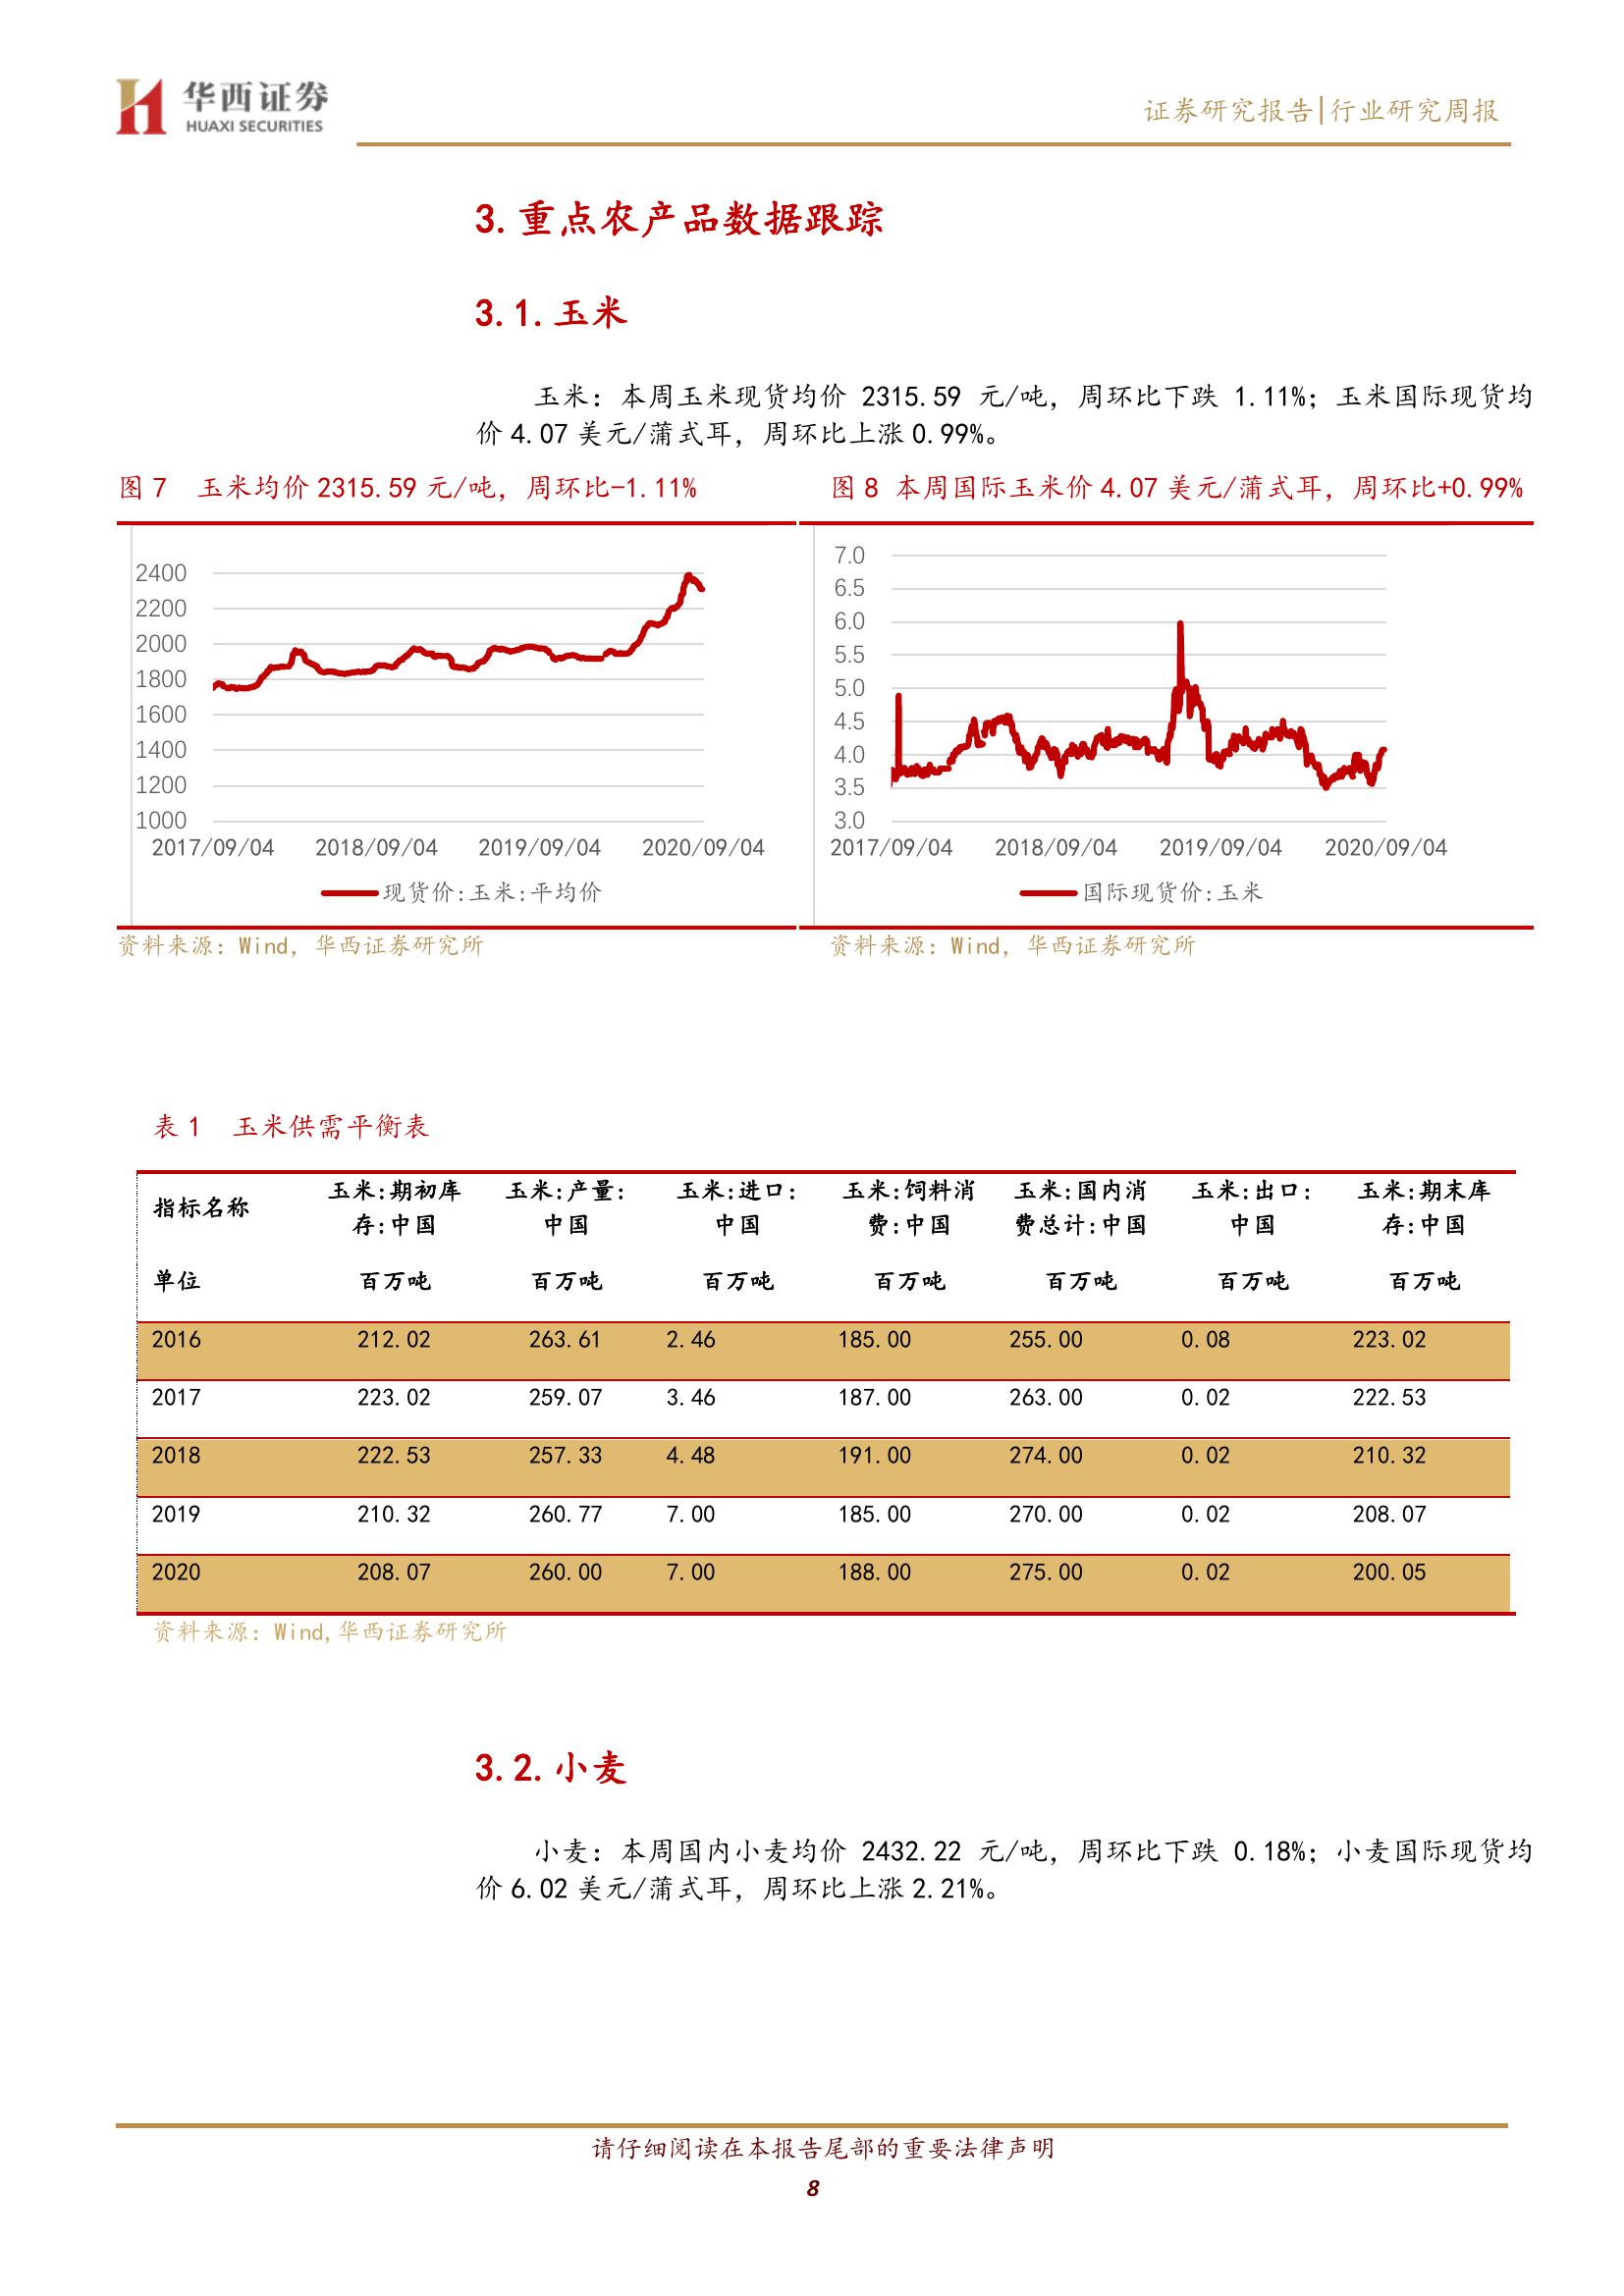 华西证券
HUAXI SECURITIES
证券研究报告|行业研究周报
3.重点农产品数据跟踪
3.1.玉米
玉米：本周玉米现货均价 2315.59 元/吨，周环比下跌 1.11%；玉米国际现货均
价 4.07 美元/蒲式耳，周环比上涨 0.99%。
图 7 玉米均价 2315.59 元/吨，周环比-1.11%
2400
2200
2000
1800
1600
1400
1200
1000
2017/09/04 2018/09/04 2019/09/04 2020/09/04
现货价:玉米:平均价
资料来源：Wind，华西证券研究所
图 8 本周国际玉米价 4.07 美元/蒲式耳，周环比+0.99%
7.0
6.5
6.0
5.5
5.0
4.5
4.0
3.5
3.0
2017/09/04 2018/09/04 2019/09/04 2020/09/04
国际现货价:玉米
资料来源：Wind，华西证券研究所
表 1 玉米供需平衡表
指标名称 玉米:期初库存:中国 玉米:产量:中国 玉米:进口:中国 玉米:饲料消费:中国 玉米:国内消费总计:中国 玉米:出口:中国 玉米:期末库存:中国
单位 百万吨 百万吨 百万吨 百万吨 百万吨 百万吨 百万吨
2016 212.02 263.61 2.46 185.00 255.00 0.08 223.02
2017 223.02 259.07 3.46 187.00 263.00 0.02 222.53
2018 222.53 257.33 4.48 191.00 274.00 0.02 210.32
2019 210.32 260.77 7.00 185.00 270.00 0.02 208.07
2020 208.07 260.00 7.00 188.00 275.00 0.02 200.05
资料来源：Wind,华西证券研究所
3.2.小麦
小麦：本周国内小麦均价 2432.22 元/吨，周环比下跌 0.18%；小麦国际现货均
价 6.02 美元/蒲式耳，周环比上涨 2.21%。
请仔细阅读在本报告尾部的重要法律声明
8